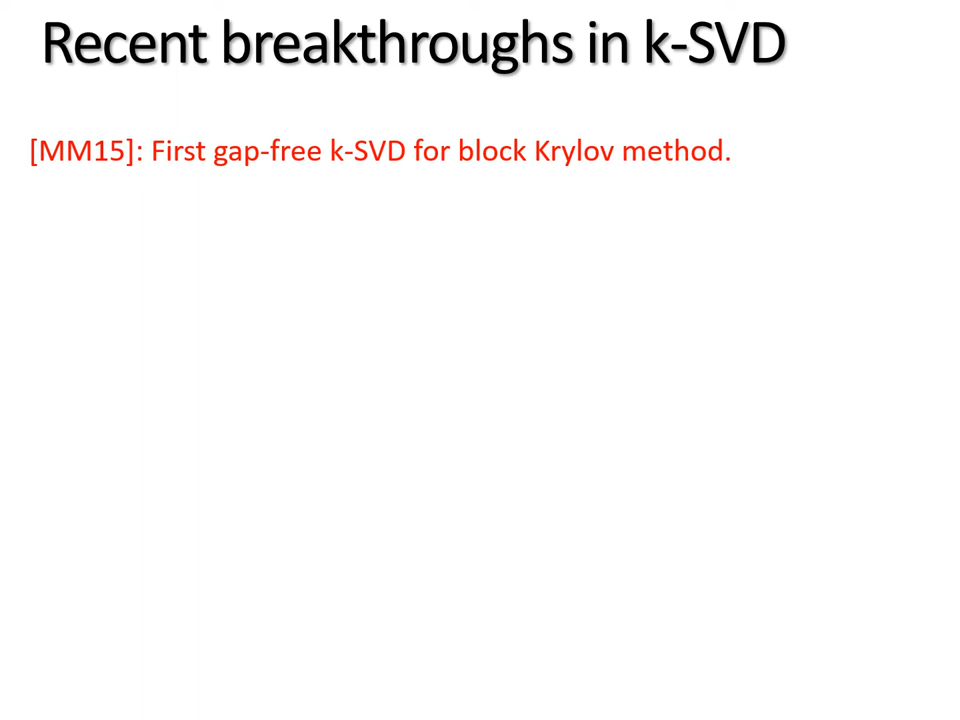 Recent breakthroughs in k-SVD
[MM15]: First gap-free k-SVD for block Krylov method.